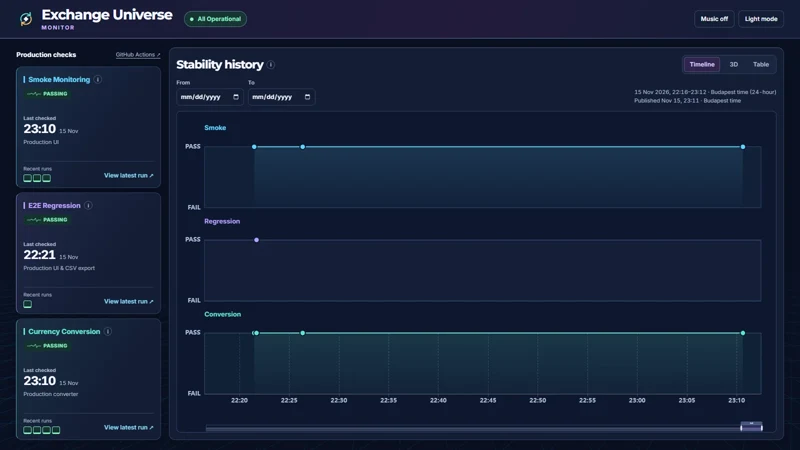 Exchange Universe
MONITOR
All Operational
Music off
Light mode
Production checks
GitHub Actions ↗
Smoke Monitoring
PASSING
Last checked
23:10 15 Nov
Production UI
Recent runs
View latest run ↗
E2E Regression
PASSING
Last checked
22:21 15 Nov
Production UI & CSV export
Recent runs
View latest run ↗
Currency Conversion
PASSING
Last checked
23:10 15 Nov
Production converter
Recent runs
View latest run ↗
Stability history
Timeline
3D
Table
From
To
mm/dd/yyyy
mm/dd/yyyy
15 Nov 2026, 22:16–23:12 · Budapest time (24-hour)
Published Nov 15, 23:11 · Budapest time
Smoke
PASS
FAIL
Regression
PASS
FAIL
Conversion
PASS
FAIL
22:20 22:25 22:30 22:35 22:40 22:45 22:50 22:55 23:00 23:05 23:10